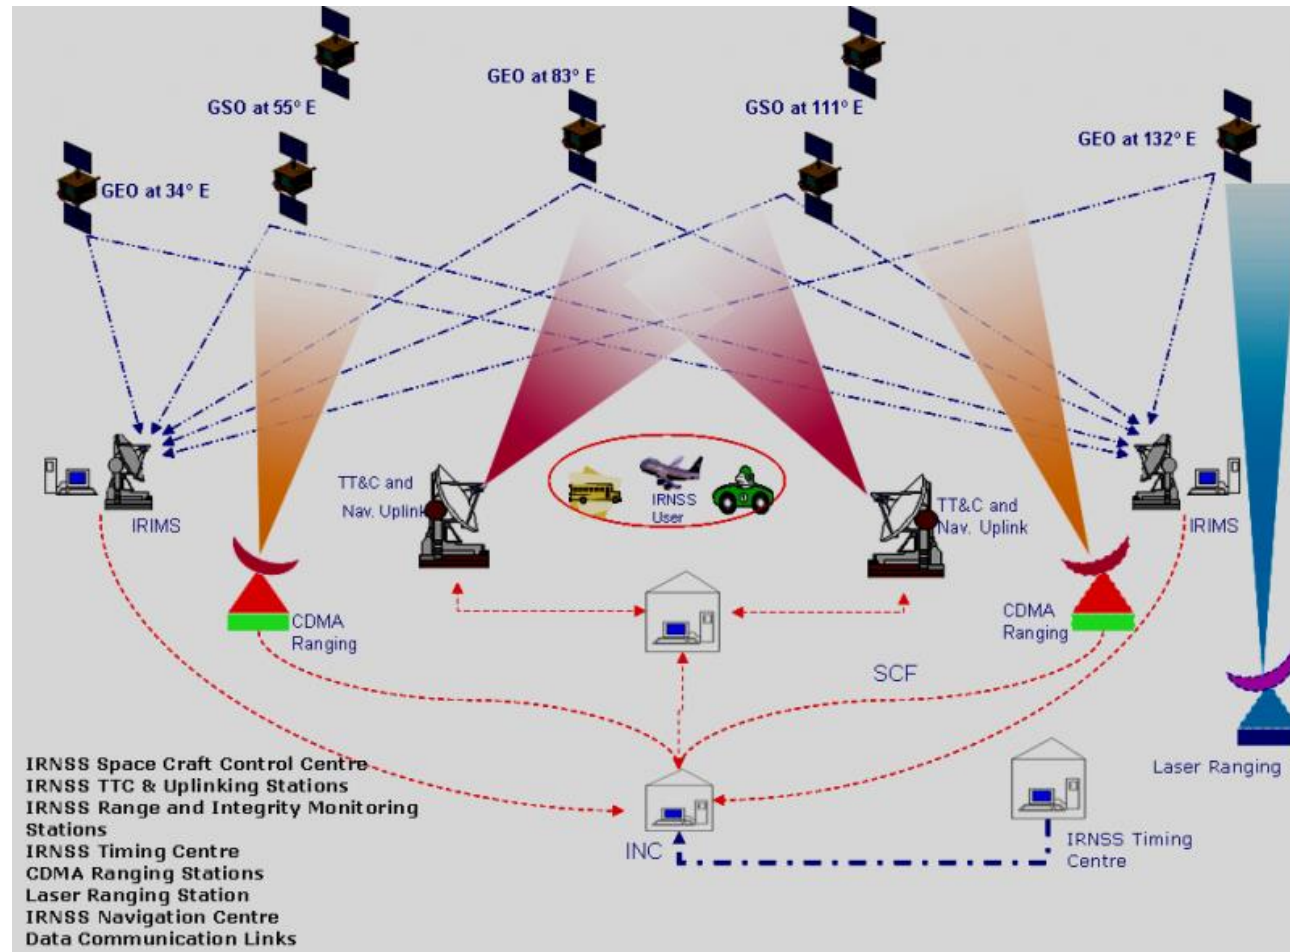 GEO at 83° E
GSO at 55° E
GSO at 111° E
GEO at 132° E
GEO at 34° E
TT&C and
Nav. Uplink
IRNSS
User
TT&C and
Nav. Uplink
IRIMS
IRIMS
CDMA
Ranging
CDMA
Ranging
SCF
Laser Ranging
IRNSS Timing
Centre
INC
IRNSS Space Craft Control Centre
IRNSS TTC & Uplinking Stations
IRNSS Range and Integrity Monitoring
Stations
IRNSS Timing Centre
CDMA Ranging Stations
Laser Ranging Station
IRNSS Navigation Centre
Data Communication Links